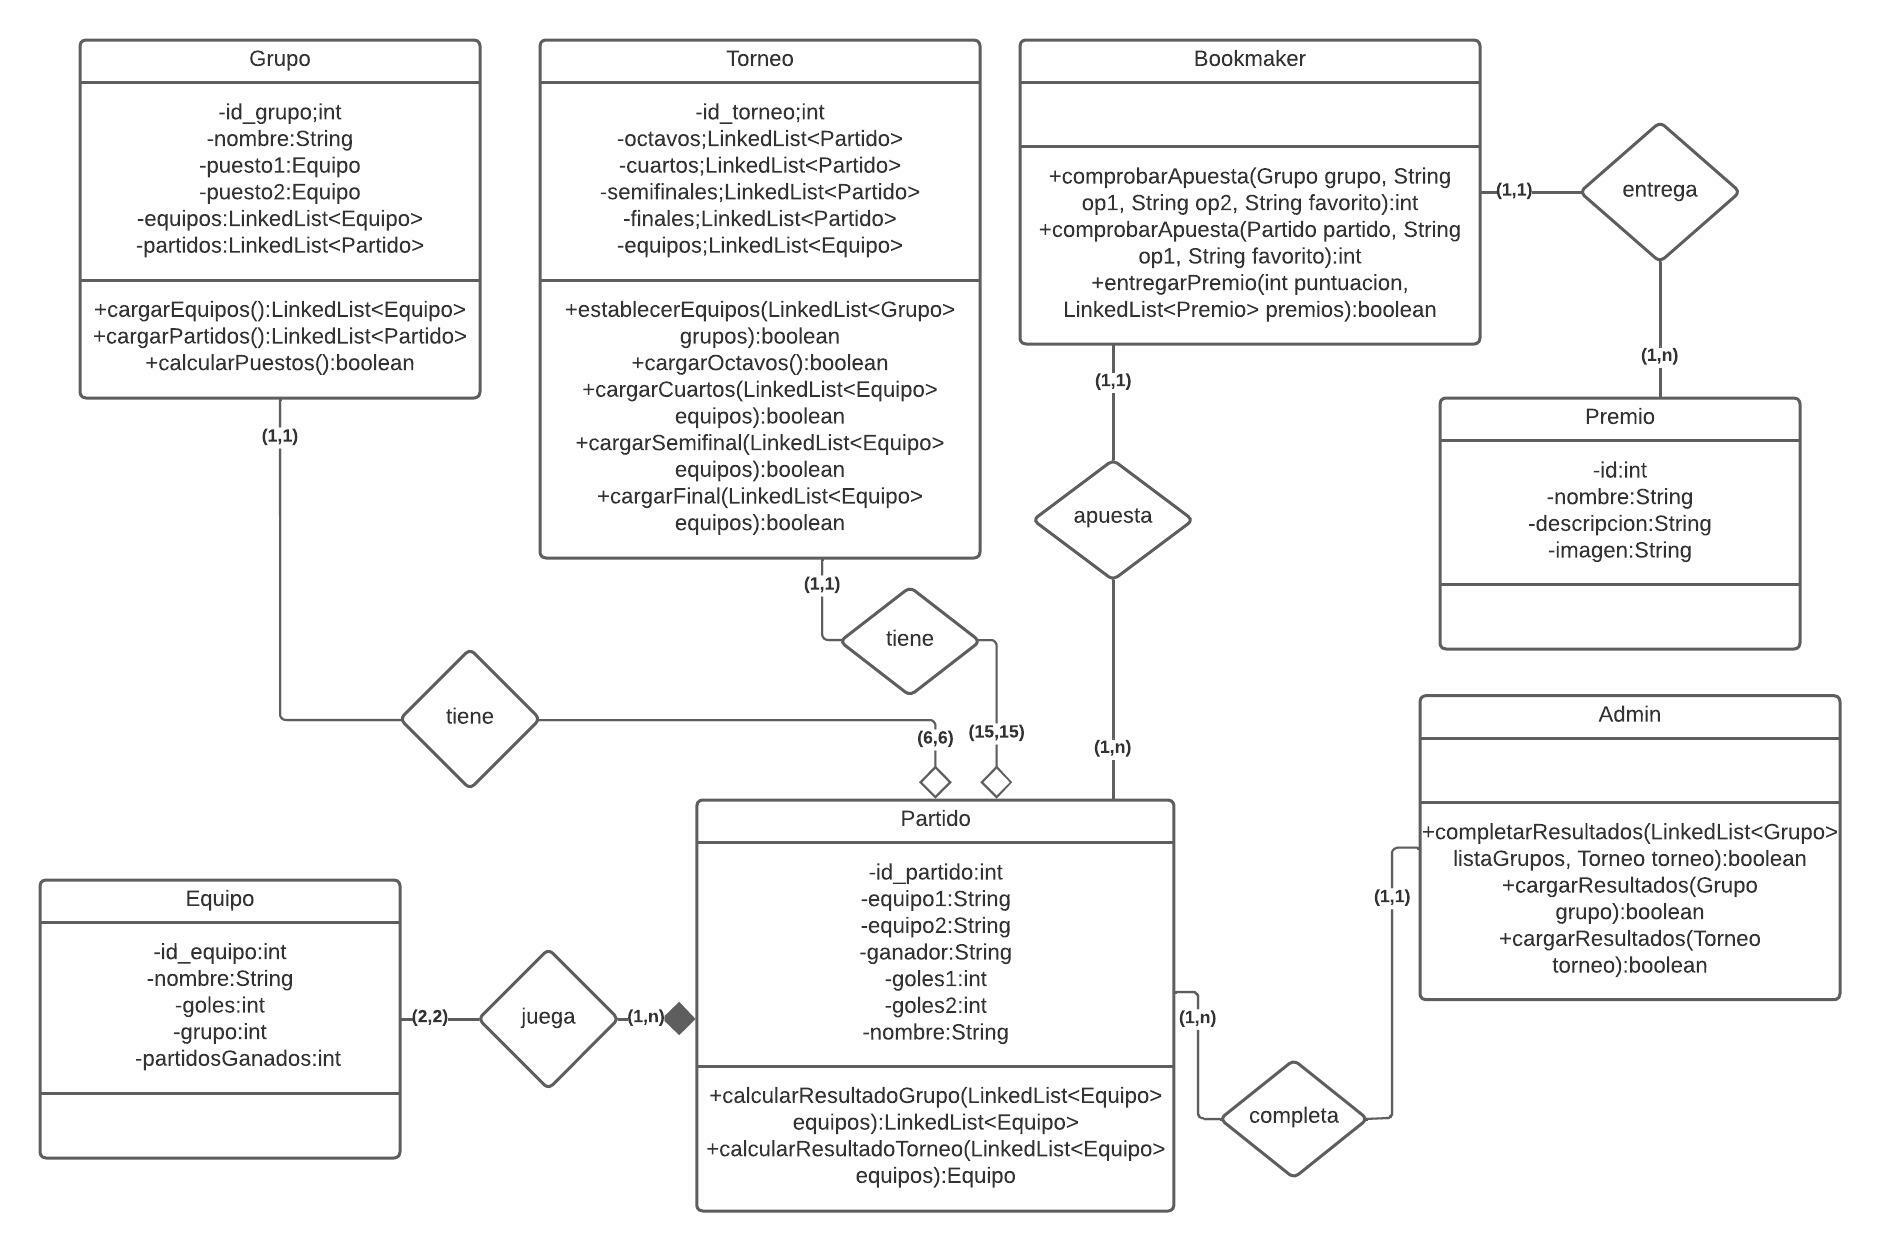 Grupo
-id_grupo;int
-nombre:String
-puesto1:Equipo
-puesto2:Equipo
-equipos:LinkedList<Equipo>
-partidos:LinkedList<Partido>
+cargarEquipos():LinkedList<Equipo>
+cargarPartidos():LinkedList<Partido>
+calcularPuestos():boolean
Torneo
-id_torneo;int
-octavos;LinkedList<Partido>
-cuartos;LinkedList<Partido>
-semifinales;LinkedList<Partido>
-finales;LinkedList<Partido>
-equipos;LinkedList<Equipo>
+establecerEquipos(LinkedList<Grupo>
grupos):boolean
+cargarOctavos():boolean
+cargarCuartos(LinkedList<Equipo>
equipos):boolean
+cargarSemifinal(LinkedList<Equipo>
equipos):boolean
+cargarFinal(LinkedList<Equipo>
equipos):boolean
Bookmaker
+comprobarApuesta(Grupo grupo, String
op1, String op2, String favorito):int
+comprobarApuesta(Partido partido, String
op1, String favorito):int
+entregarPremio(int puntuacion,
LinkedList<Premio> premios):boolean
(1,1)
entrega
(1,n)
Premio
-id:int
-nombre:String
-descripcion:String
-imagen:String
(1,1)
apuesta
(1,n)
(1,1)
tiene
(15,15)
(1,1)
tiene
(6,6)
Admin
+completarResultados(LinkedList<Grupo>
listaGrupos, Torneo torneo):boolean
+cargarResultados(Grupo
grupo):boolean
+cargarResultados(Torneo
torneo):boolean
(1,1)
completa
(1,n)
Partido
-id_partido:int
-equipo1:String
-equipo2:String
-ganador:String
-goles1:int
-goles2:int
-nombre:String
+calcularResultadoGrupo(LinkedList<Equipo>
equipos):LinkedList<Equipo>
+calcularResultadoTorneo(LinkedList<Equipo>
equipos):Equipo
Equipo
-id_equipo:int
-nombre:String
-goles:int
-grupo:int
-partidosGanados:int
(2,2)
juega
(1,n)